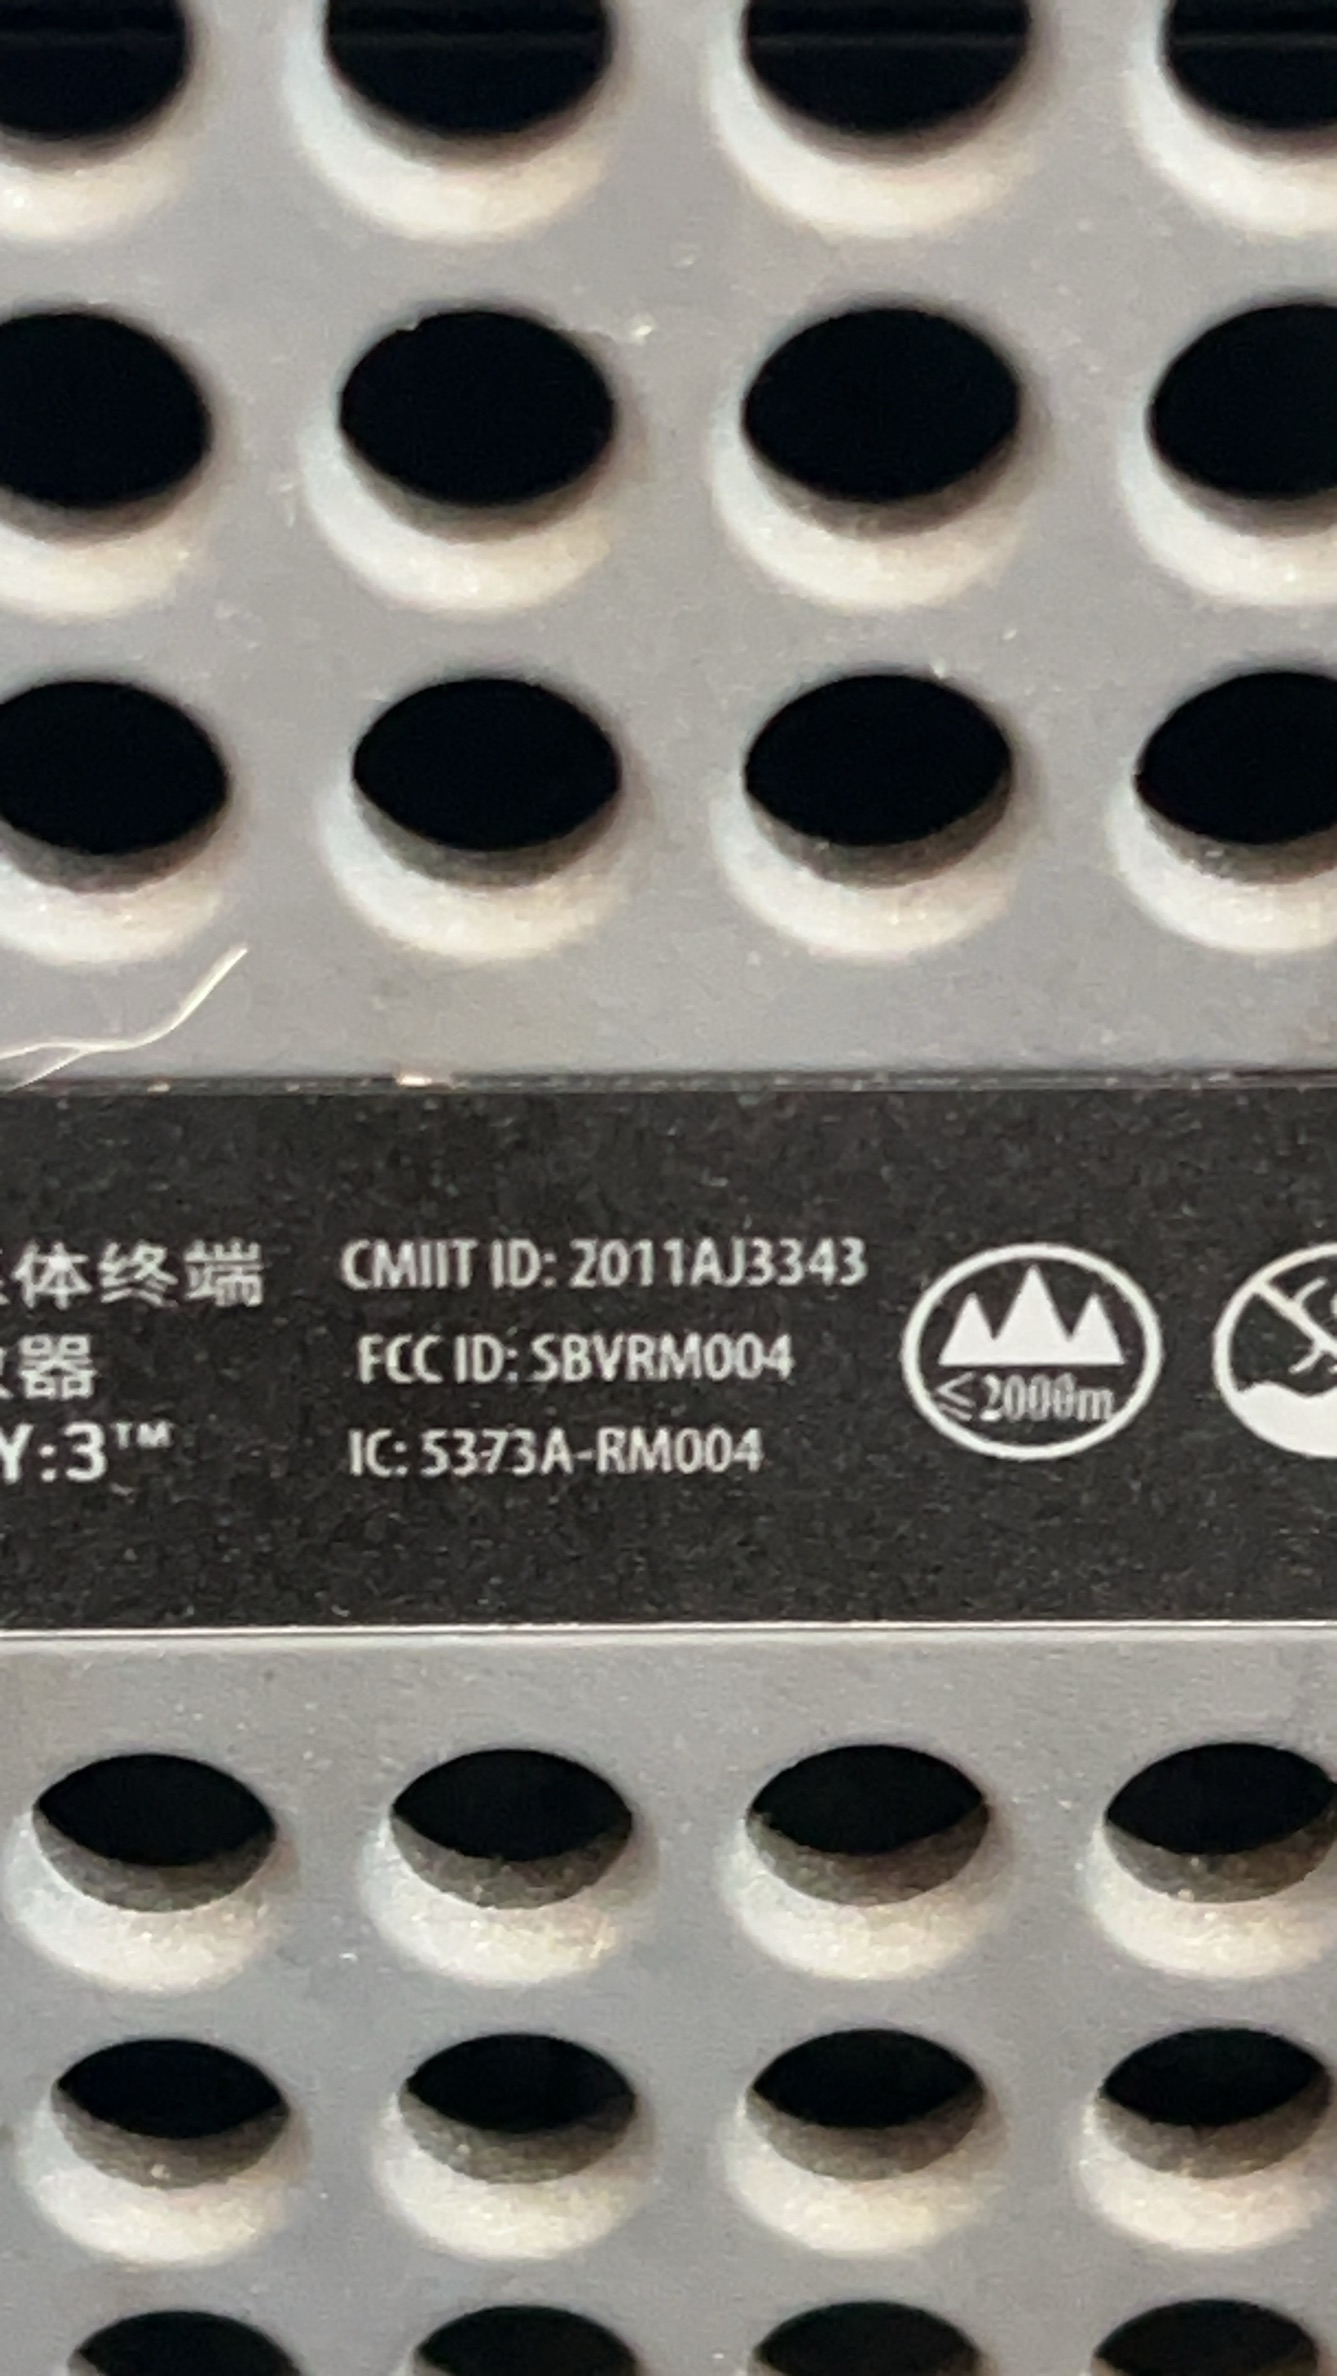 体终端
器
Y:3™
CMIIT ID: 2011AJ3343
FCC ID: SBVRM004
IC: 5373A-RM004
≤2000m